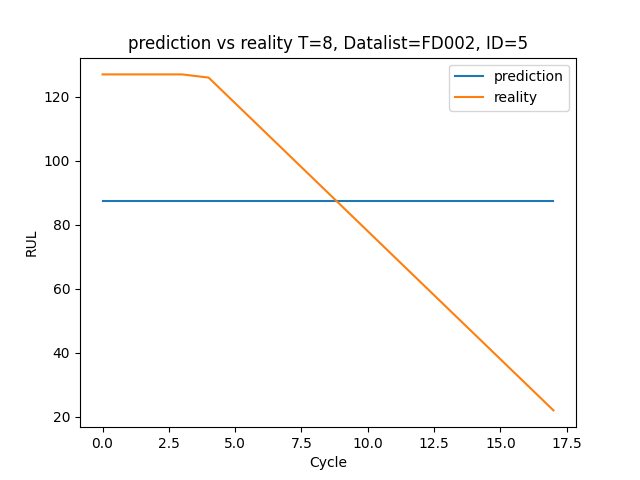 prediction vs reality T=8, Datalist=FD002, ID=5
prediction
reality
120
100
80
60
40
20
RUL
0.0 2.5 5.0 7.5 10.0 12.5 15.0 17.5
Cycle